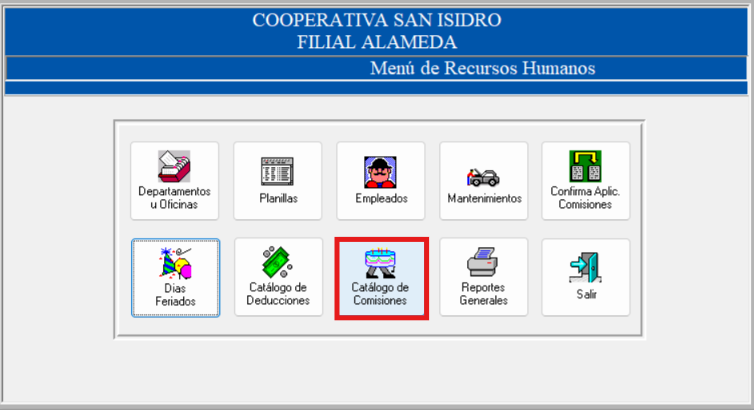 COOPERATIVA SAN ISIDRO
FILIAL ALAMEDA
Menú de Recursos Humanos
Departamentos
u Oficinas
Planillas
Empleados
Mantenimientos
Confirma Aplic.
Comisiones
Dias
Feriados
Catálogo de
Deducciones
Catálogo de
Comisiones
Reportes
Generales
Salir